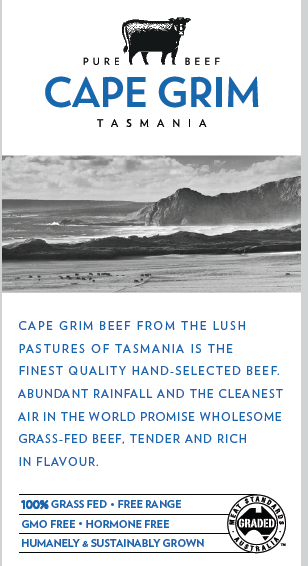 PURE BEEF
CAPE GRIM
TASMANIA
CAPE GRIM BEEF FROM THE LUSH
PASTURES OF TASMANIA IS THE
FINEST QUALITY HAND-SELECTED BEEF.
ABUNDANT RAINFALL AND THE CLEANEST
AIR IN THE WORLD PROMISE WHOLESOME
GRASS-FED BEEF, TENDER AND RICH
IN FLAVOUR.
100% GRASS FED • FREE RANGE
GMO FREE • HORMONE FREE
HUMANELY & SUSTAINABLY GROWN
MEAT STANDARDS
GRADED
AUSTRALIA
TM